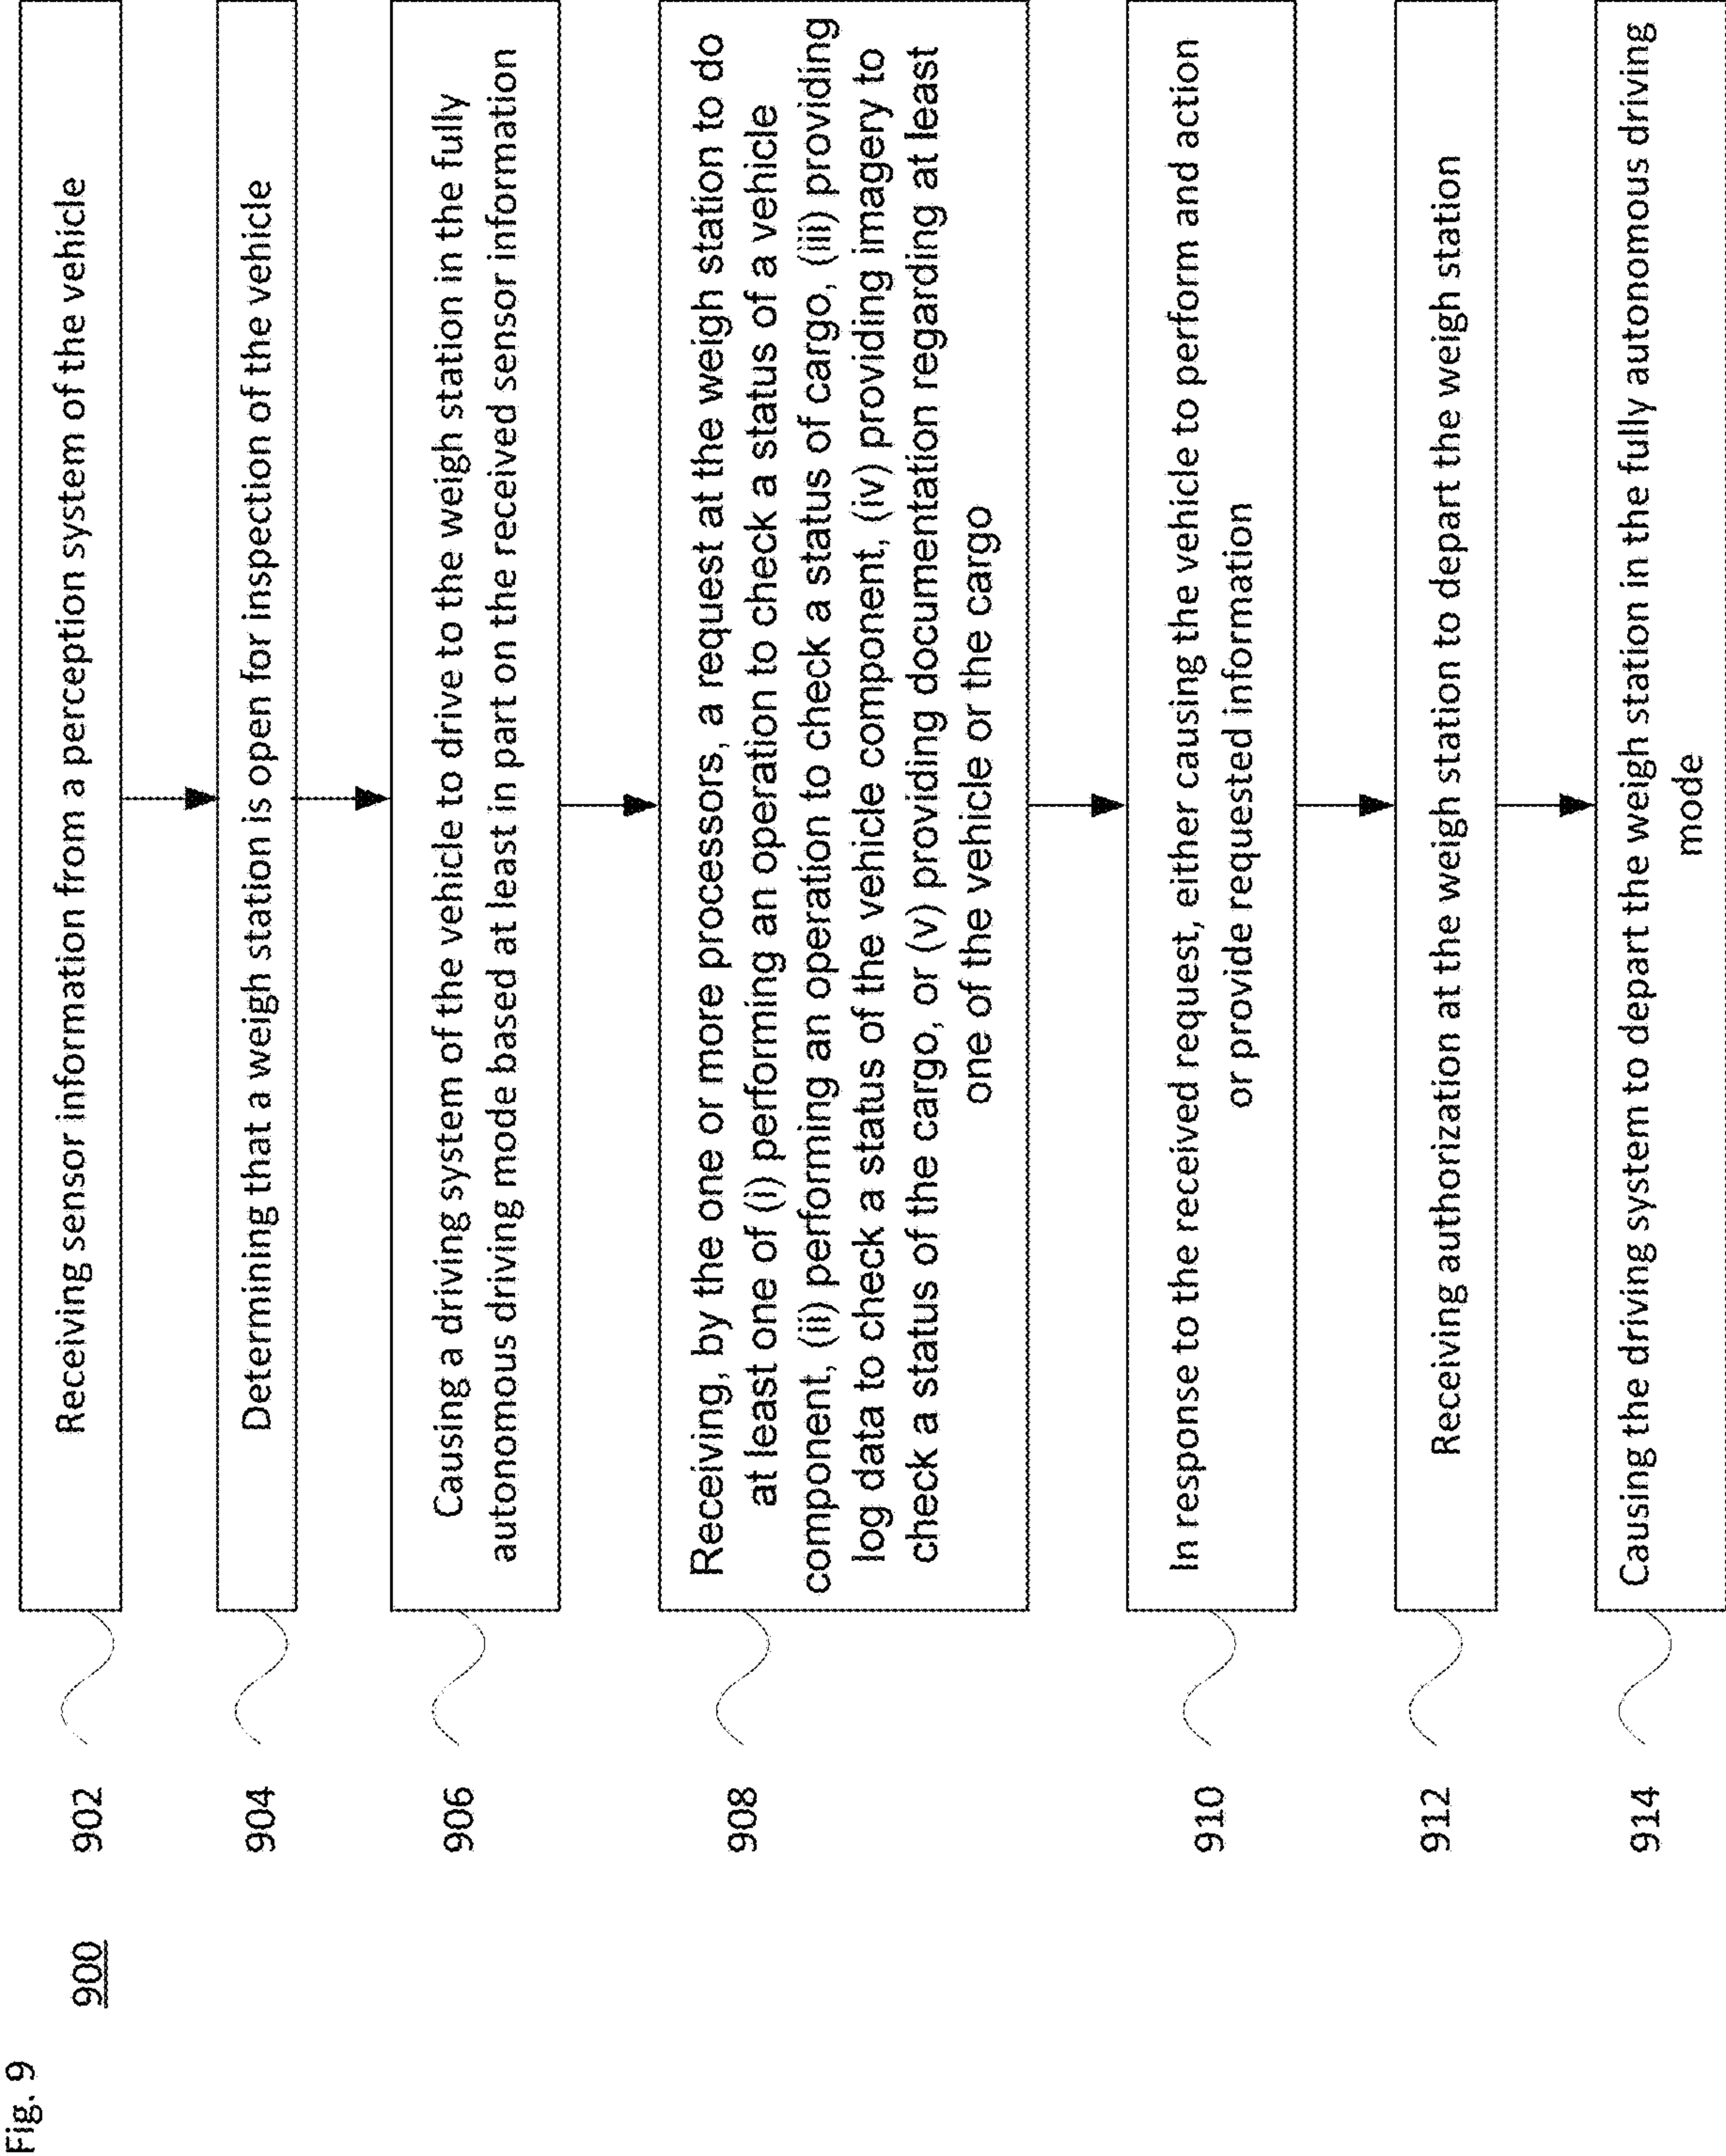 Fig. 9
900
902
Receiving sensor information from a perception system of the vehicle
904
Determining that a weigh station is open for inspection of the vehicle
906
Causing a driving system of the vehicle to drive to the weigh station in the fully
autonomous driving mode based at least in part on the received sensor information
908
Receiving, by the one or more processors, a request at the weigh station to do
at least one of (i) performing an operation to check a status of a vehicle
component, (ii) performing an operation to check a status of cargo, (iii) providing
log data to check a status of the vehicle component, (iv) providing imagery to
check a status of the cargo, or (v) providing documentation regarding at least
one of the vehicle or the cargo
910
In response to the received request, either causing the vehicle to perform and action
or provide requested information
912
Receiving authorization at the weigh station to depart the weigh station
914
Causing the driving system to depart the weigh station in the fully autonomous driving
mode